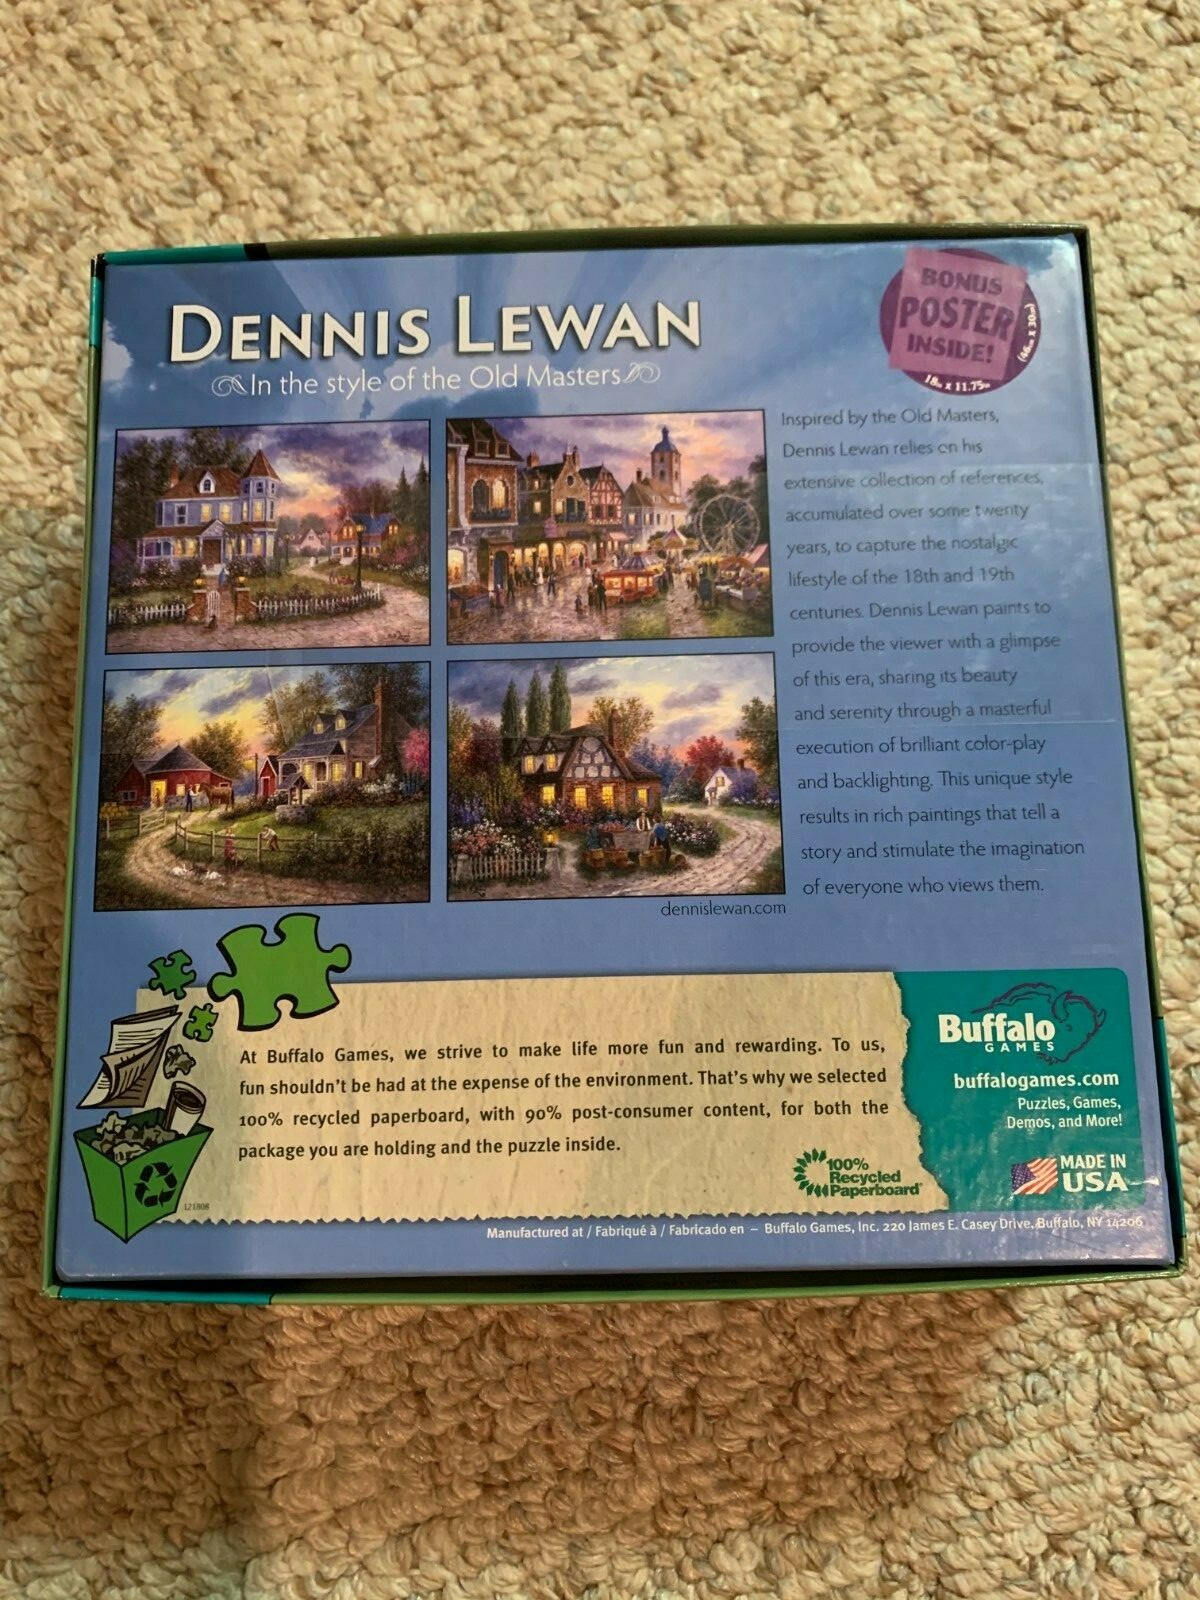 DENNIS LEWAN
In the style of the Old Masters
BONUS
POSTER
INSIDE!
18in x 11.75in
(46cm x 30cm)
Inspired by the Old Masters,
Dennis Lewan relies on his
extensive collection of references,
accumulated over some twenty
years, to capture the nostalgic
lifestyle of the 18th and 19th
centuries. Dennis Lewan paints to
provide the viewer with a glimpse
of this era, sharing its beauty
and serenity through a masterful
execution of brilliant color-play
and backlighting. This unique style
results in rich paintings that tell a
story and stimulate the imagination
of everyone who views them.
dennislewan.com
At Buffalo Games, we strive to make life more fun and rewarding. To us,
fun shouldn't be had at the expense of the environment. That's why we selected
100% recycled paperboard, with 90% post-consumer content, for both the
package you are holding and the puzzle inside.
100%
Recycled
Paperboard
121808
Buffalo
GAMES
buffalogames.com
Puzzles, Games,
Demos, and More!
MADE IN
USA
Manufactured at / Fabriqué à / Fabricado en – Buffalo Games, Inc. 220 James E. Casey Drive, Buffalo, NY 14206